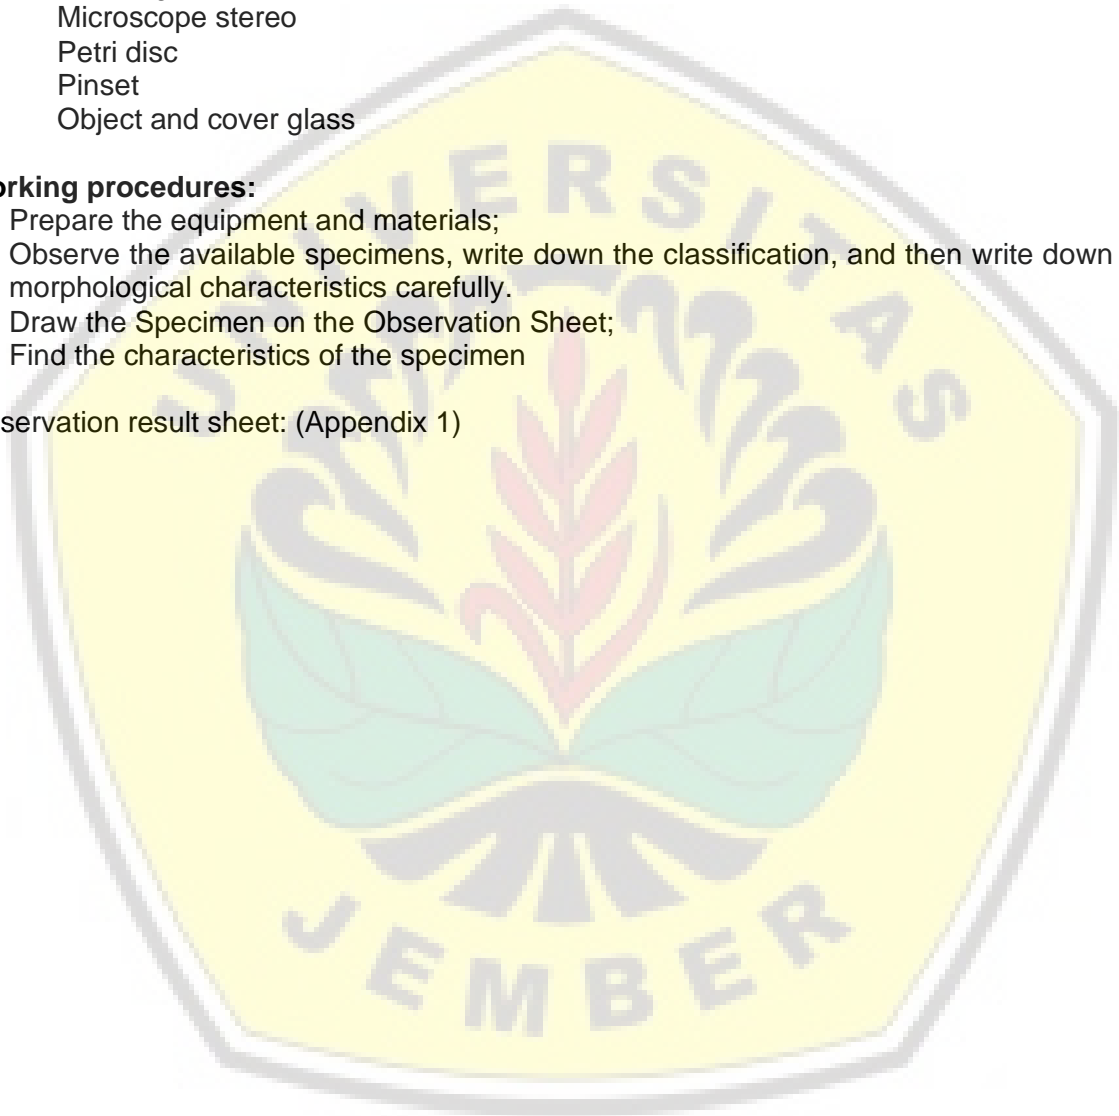 Microscope stereo
Petri disc
Pinset
Object and cover glass
orking procedures:
Prepare the equipment and materials;
Observe the available specimens, write down the classification, and then write down
morphological characteristics carefully.
Draw the Specimen on the Observation Sheet;
Find the characteristics of the specimen
servation result sheet: (Appendix 1)
UNIVERSITAS
JEMBER